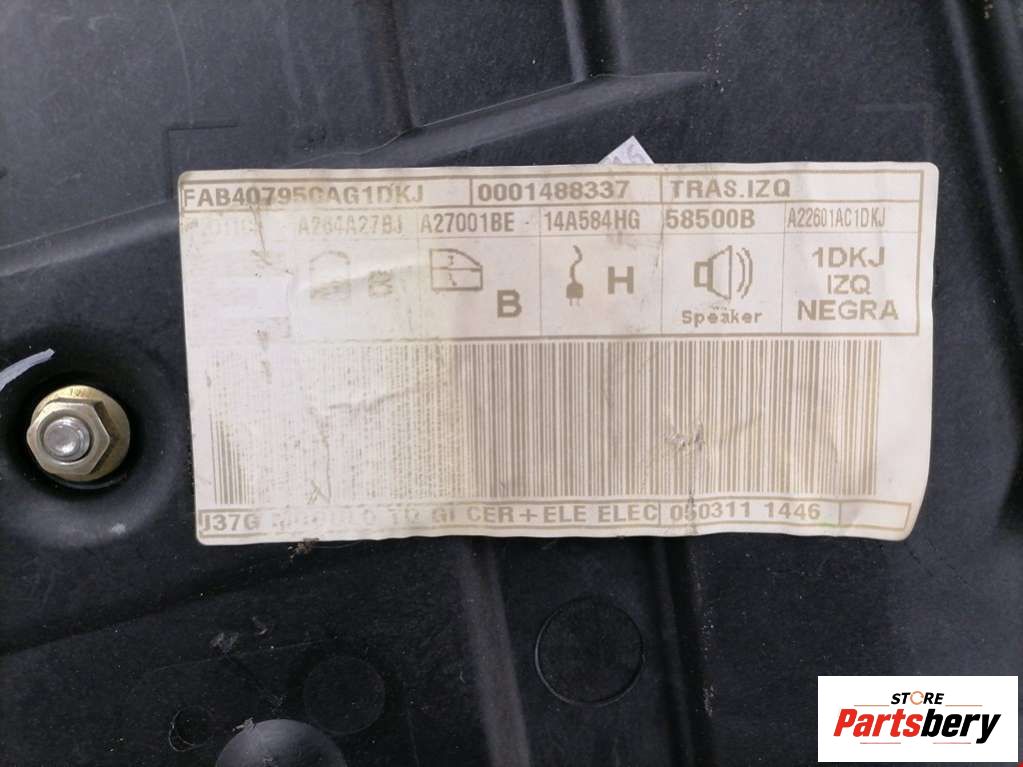 FAB40795CAG1DKJ 0001488337 TRAS.IZQ
A264A27BJ A27001BE - 14A584HG 58500B A22601AC1DKJ
B B H Speaker 1DKJ
IZQ
NEGRA
J37G CER+ELE ELEC 050311 1446
STORE
Partsbery